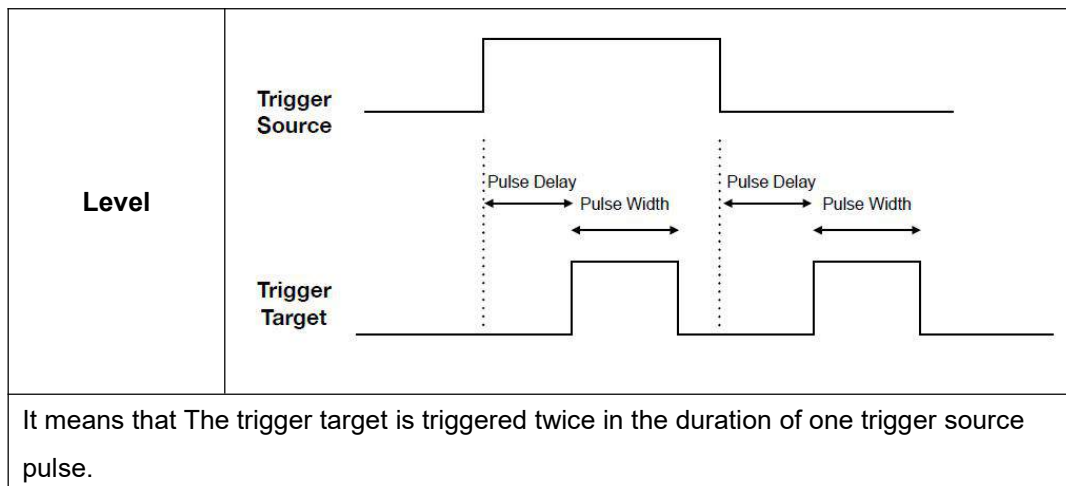 Level
Trigger
Source
Pulse Delay
Pulse Width
Pulse Delay
Pulse Width
Trigger
Target
It means that The trigger target is triggered twice in the duration of one trigger source
pulse.